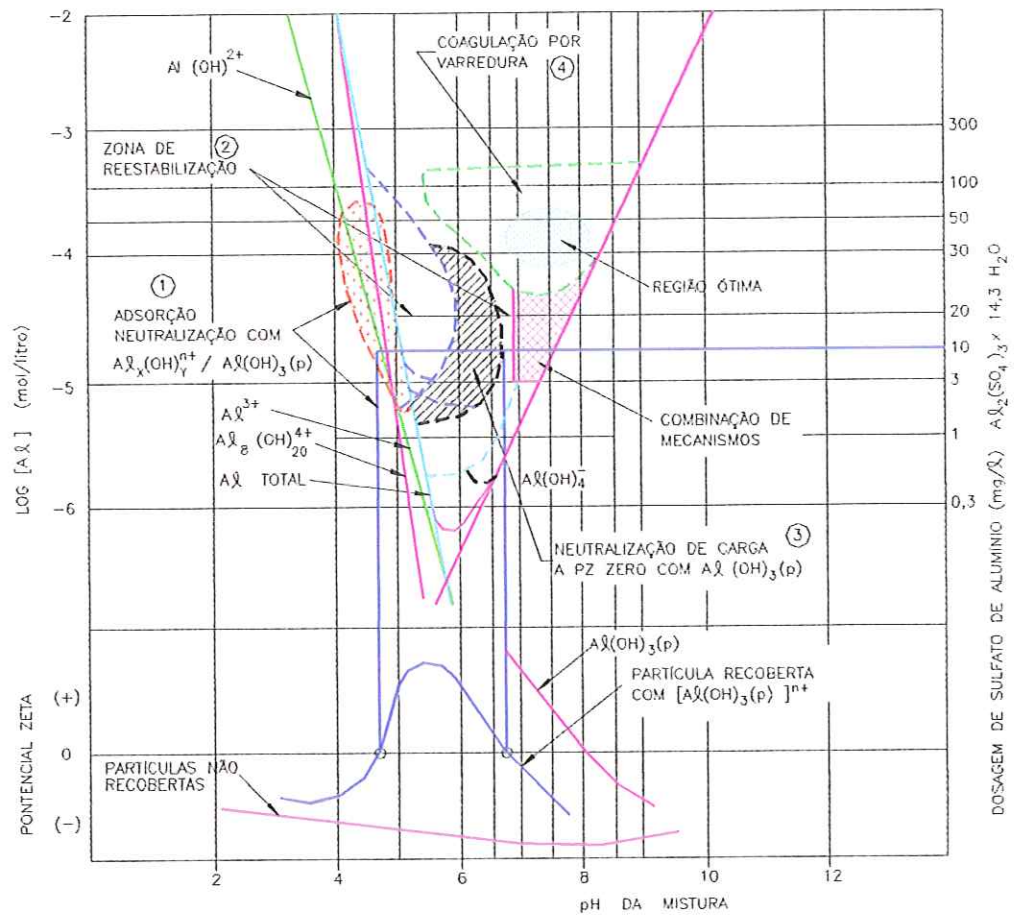 -2
-3
-4
-5
-6
LOG [Aℓ] (mol/litro)
Al (OH)²⁺
COAGULAÇÃO POR
VARREDURA ④
ZONA DE ②
REESTABILIZAÇÃO
①
ADSORÇÃO
NEUTRALIZAÇÃO COM
Aℓₓ(OH)ᵧⁿ⁺ / Aℓ(OH)₃(p)
Aℓ³⁺
Aℓ₈ (OH)₂₀⁴⁺
Aℓ TOTAL
REGIÃO ÓTIMA
COMBINAÇÃO DE
MECANISMOS
Aℓ(OH)₄⁻
NEUTRALIZAÇÃO DE CARGA ③
A PZ ZERO COM Aℓ (OH)₃(p)
300
100
50
30
20
10
3
1
0,3
DOSAGEM DE SULFATO DE ALUMINIO (mg/ℓ) Aℓ₂(SO₄)₃× 14,3 H₂O
Aℓ(OH)₃(p)
PARTÍCULA RECOBERTA
COM [Aℓ(OH)₃(p) ]ⁿ⁺
PONTENCIAL ZETA
(+)
0
(-)
PARTÍCULAS NÃO
RECOBERTAS
2
4
6
8
10
12
pH DA MISTURA